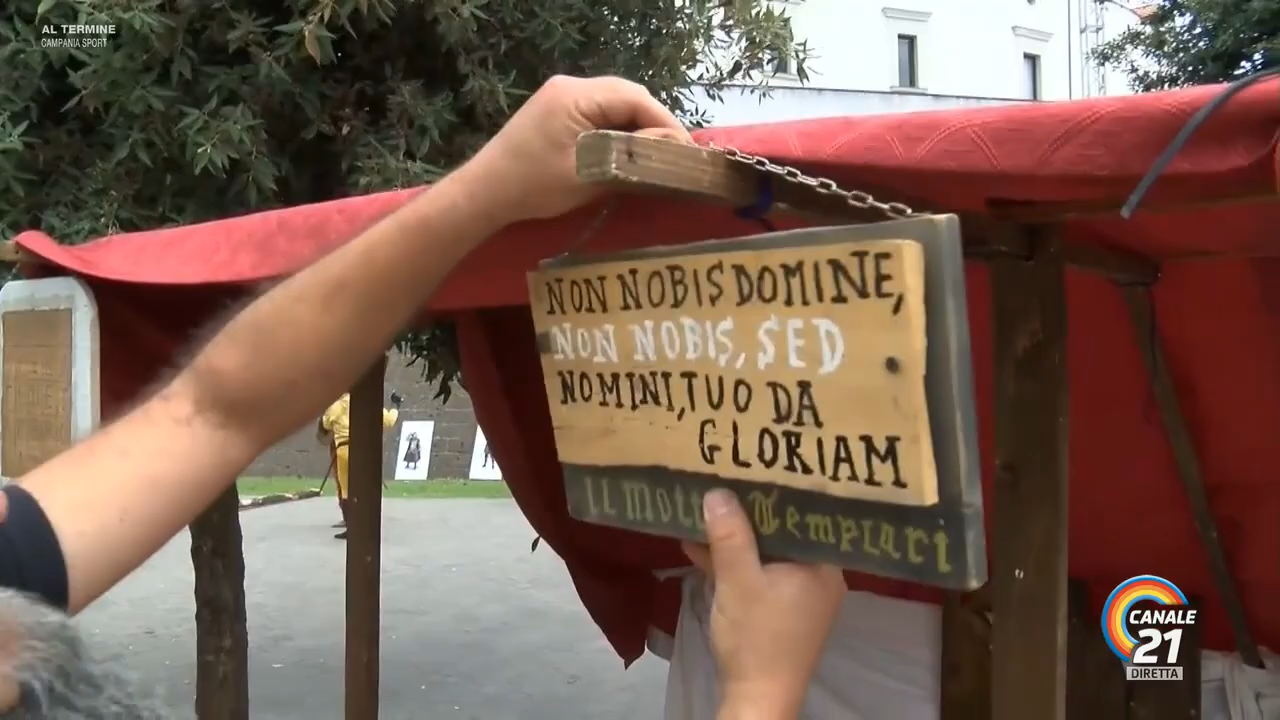 AL TERMINE
CAMPANIA SPORT
NON NOBIS DOMINE,
NON NOBIS, SED
NOMINI, TUO DA
GLORIAM
Il Templari
CANALE
21
DIRETTA